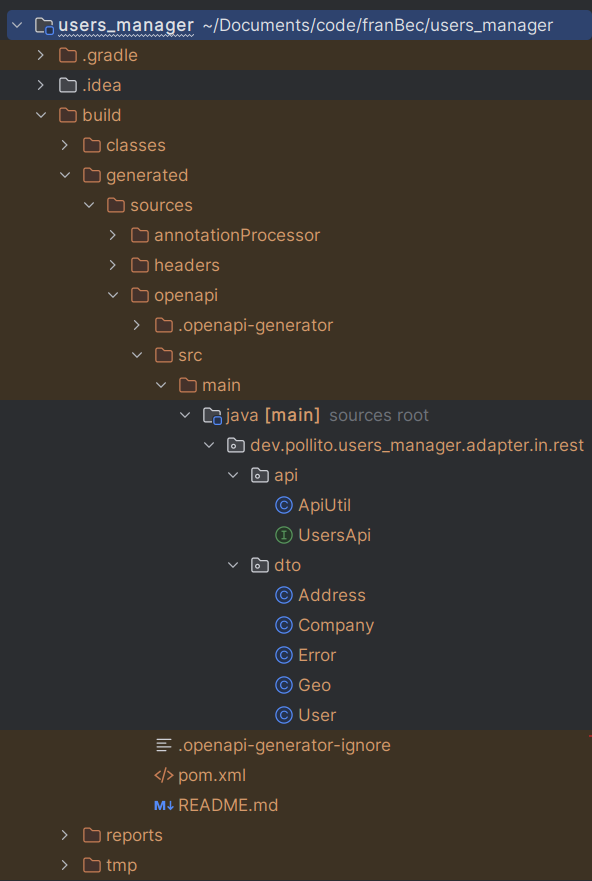 users_manager ~/Documents/code/franBec/users_manager
.gradle
.idea
build
classes
generated
sources
annotationProcessor
headers
openapi
.openapi-generator
src
main
java [main] sources root
dev.pollito.users_manager.adapter.in.rest
api
C ApiUtil
I UsersApi
dto
C Address
C Company
C Error
C Geo
C User
.openapi-generator-ignore
</> pom.xml
M↓ README.md
reports
tmp